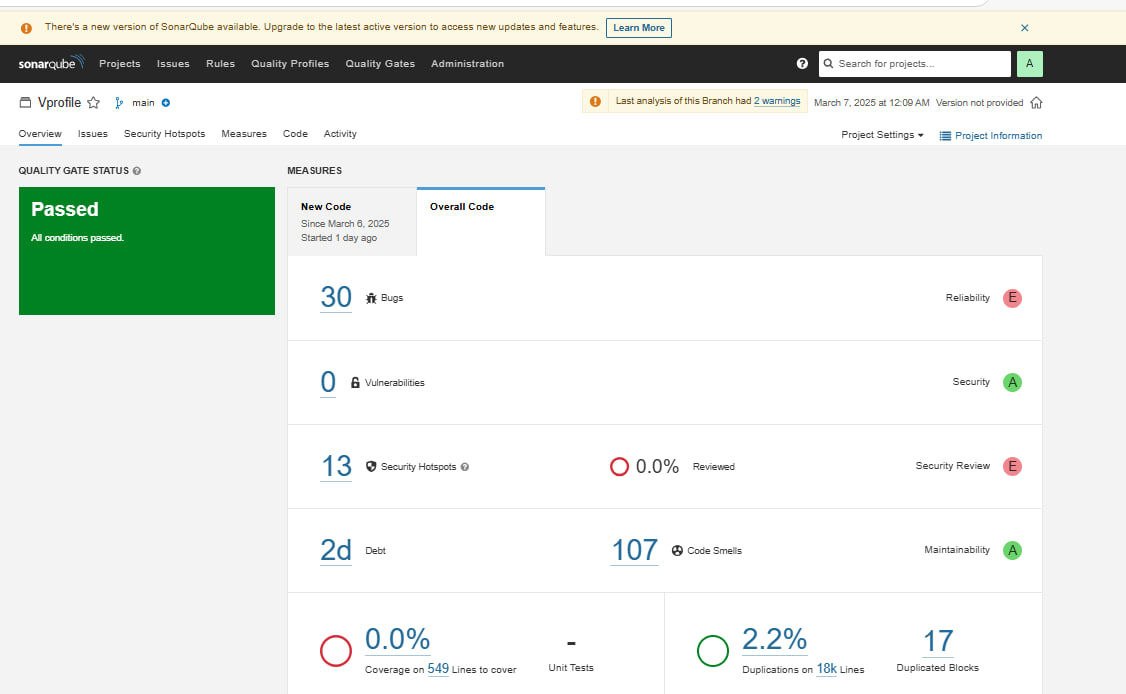 There's a new version of SonarQube available. Upgrade to the latest active version to access new updates and features. Learn More
sonarqube Projects Issues Rules Quality Profiles Quality Gates Administration ? Search for projects... A
Vprofile main Last analysis of this Branch had 2 warnings March 7, 2025 at 12:09 AM Version not provided
Overview Issues Security Hotspots Measures Code Activity Project Settings Project Information
QUALITY GATE STATUS ?
Passed
All conditions passed.
MEASURES
New Code
Since March 6, 2025
Started 1 day ago
Overall Code
30 Bugs Reliability E
0 Vulnerabilities Security A
13 Security Hotspots ? 0.0% Reviewed Security Review E
2d Debt 107 Code Smells Maintainability A
0.0%
Coverage on 549 Lines to cover
-
Unit Tests
2.2%
Duplications on 18k Lines
17
Duplicated Blocks